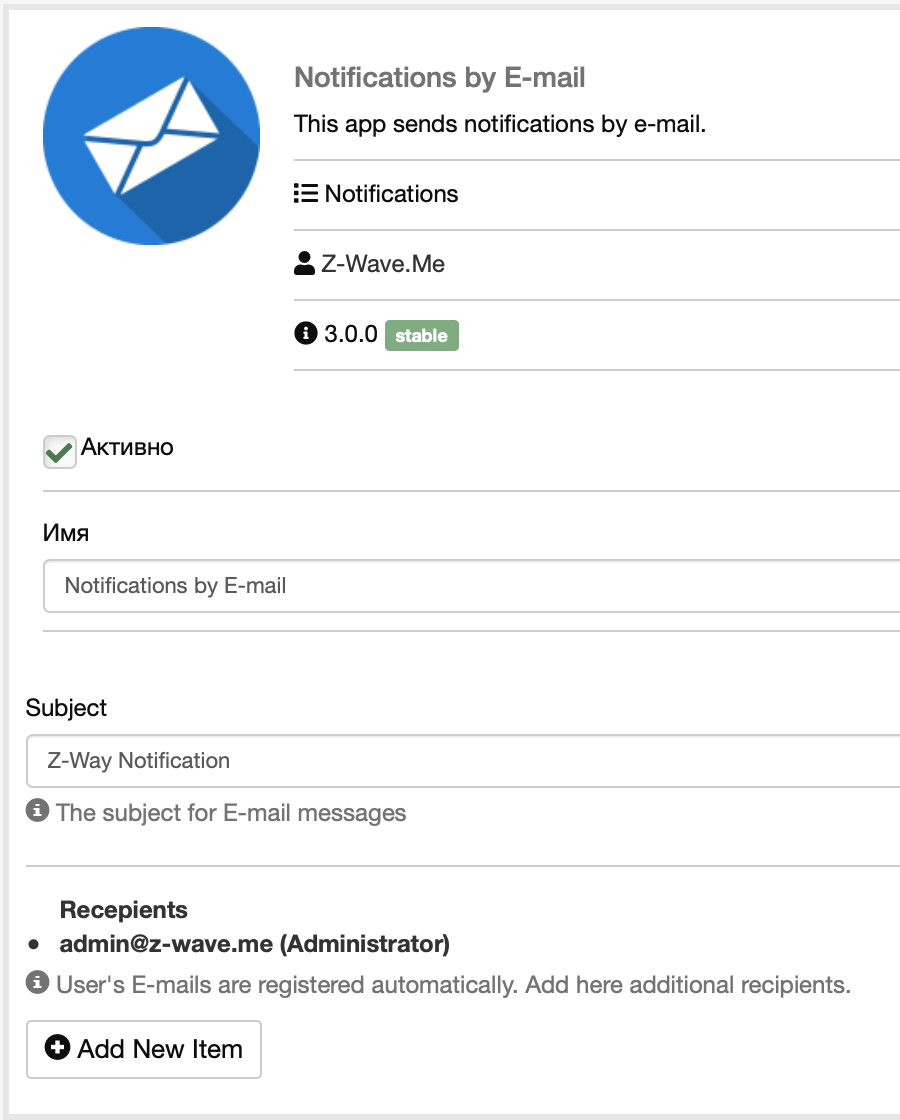 Notifications by E-mail
This app sends notifications by e-mail.
Notifications
Z-Wave.Me
3.0.0 stable
Активно
Имя
Notifications by E-mail
Subject
Z-Way Notification
The subject for E-mail messages
Recepients
admin@z-wave.me (Administrator)
User's E-mails are registered automatically. Add here additional recipients.
Add New Item